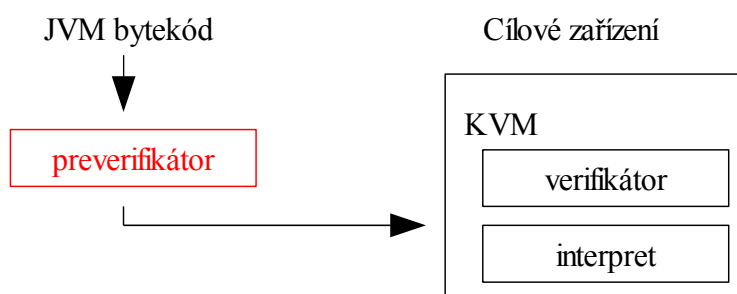 JVM bytekód
Cílové zařízení
preverifikátor
KVM
verifikátor
interpret